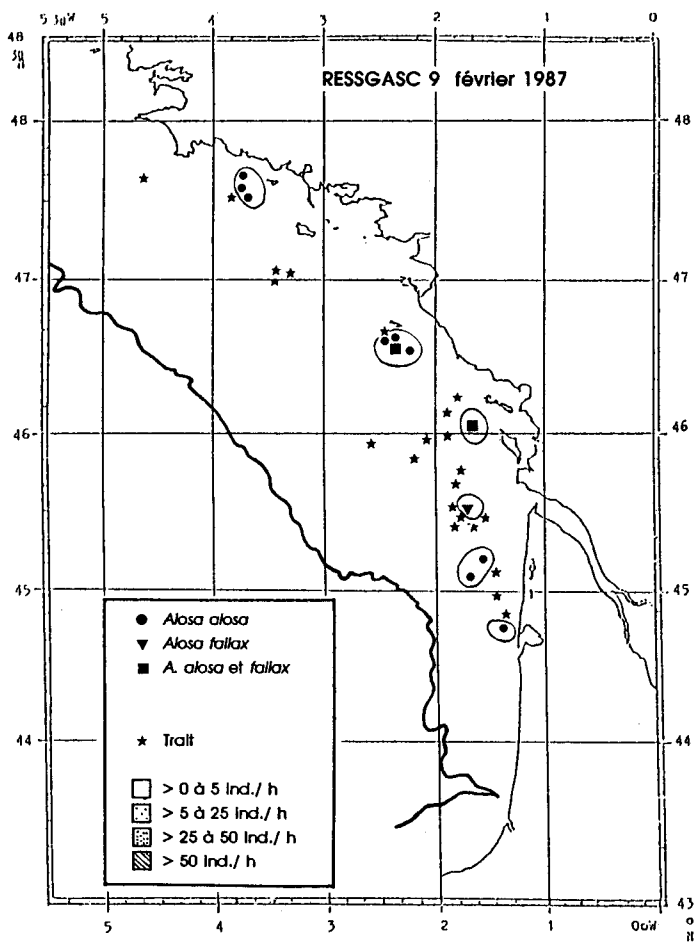 5 30W 4 3 2 1 0
48 30 N
RESSGASC 9 février 1987
48 48
47 47
46 46
45 45
● Alosa alosa
▼ Alosa fallax
■ A. alosa et fallax
★ Trait
> 0 à 5 ind./ h
> 5 à 25 ind./ h
> 25 à 50 ind./ h
> 50 ind./ h
44 44
43
5 4 3 2 1 0o W
0 N